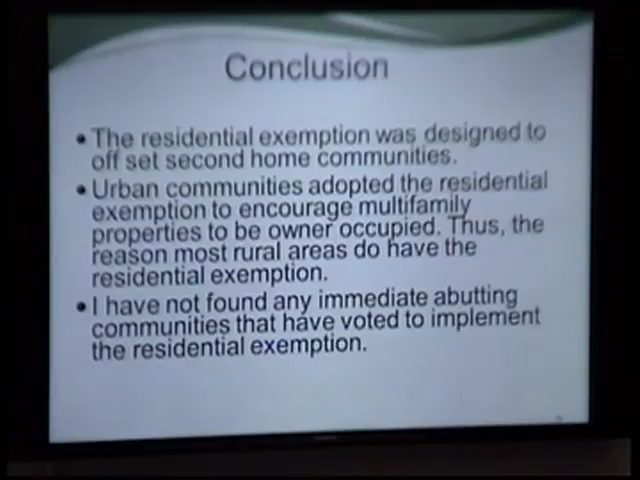 Conclusion
• The residential exemption was designed to
off set second home communities.
• Urban communities adopted the residential
exemption to encourage multifamily
properties to be owner occupied. Thus, the
reason most rural areas do have the
residential exemption.
• I have not found any immediate abutting
communities that have voted to implement
the residential exemption.